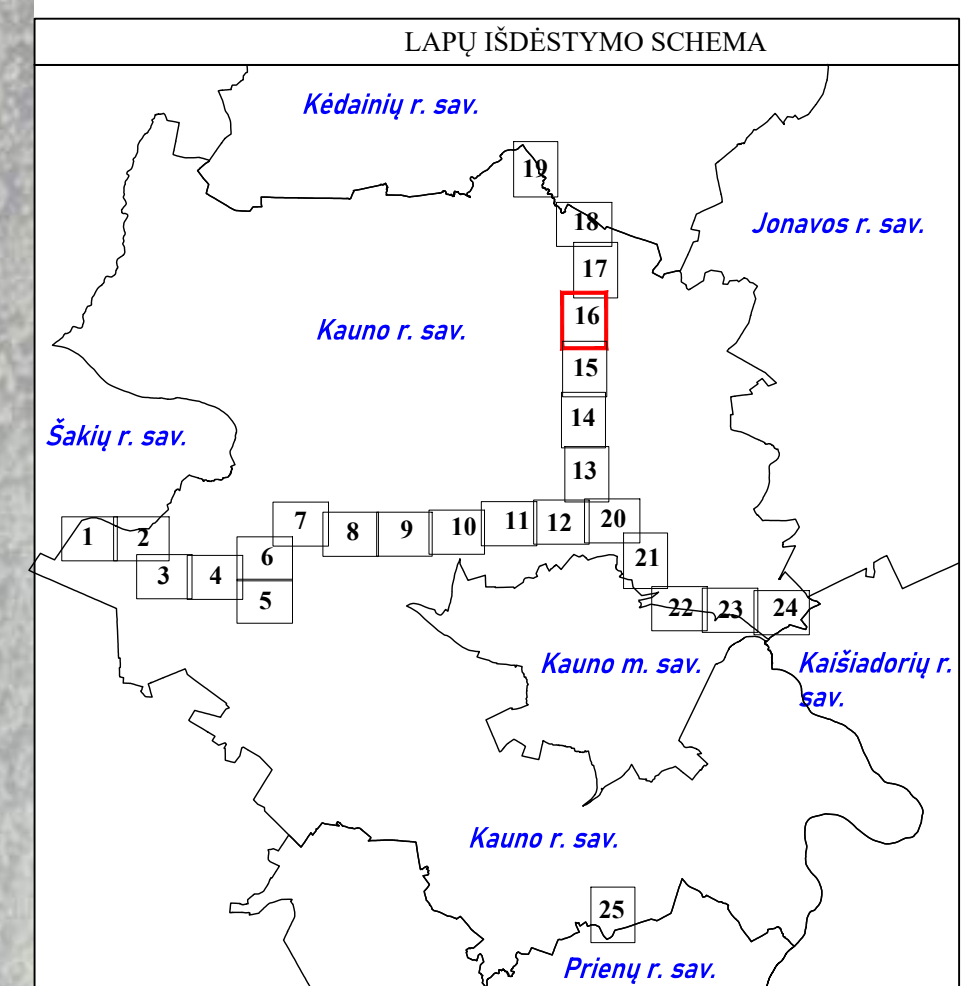 LAPŲ IŠDĖSTYMO SCHEMA
Kėdainių r. sav.
19
18
Jonavos r. sav.
17
16
Kauno r. sav.
15
14
Šakių r. sav.
13
1
2
3
4
5
6
7
8
9
10
11
12
20
21
22
23
24
Kauno m. sav.
Kaišiadorių r.
sav.
Kauno r. sav.
25
Prienų r. sav.